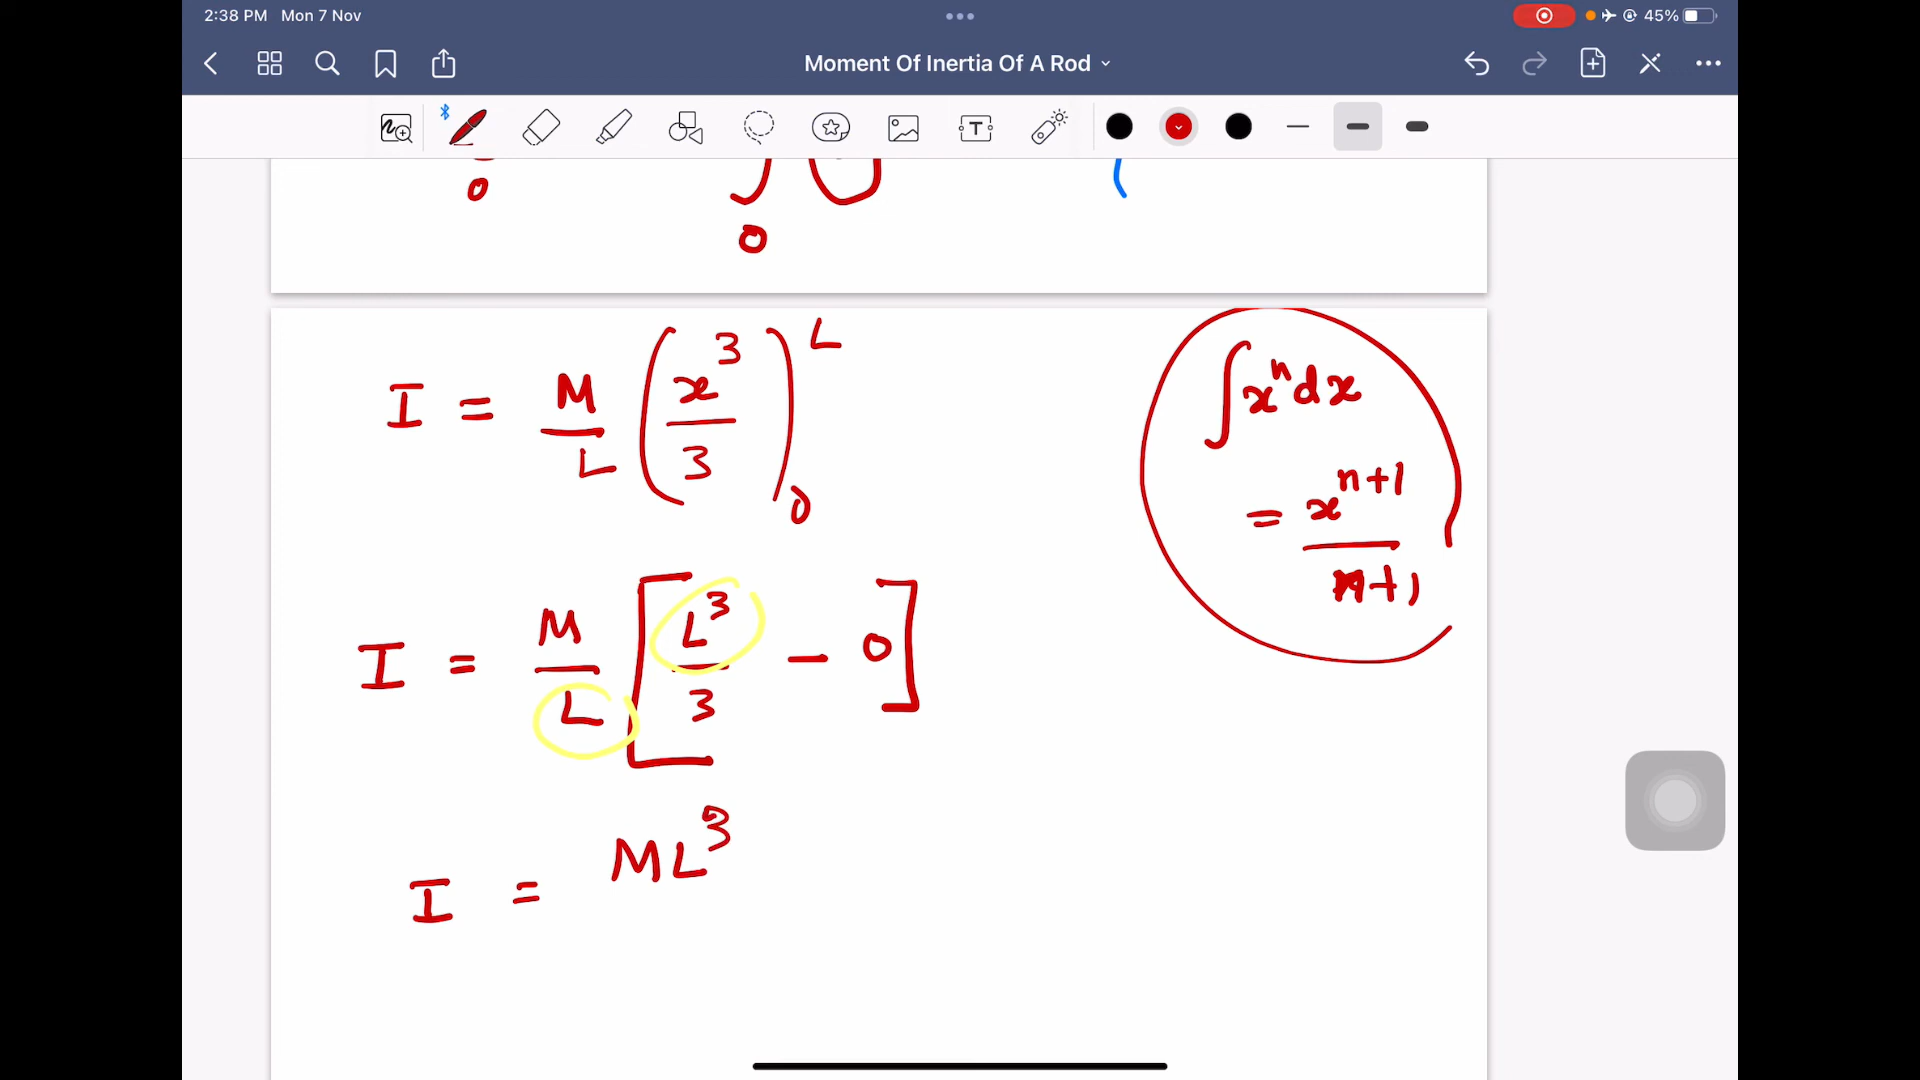 2:38 PM Mon 7 Nov
45%
Moment Of Inertia Of A Rod
T
0
0
I = M/L (x³/3)₀ᴸ
∫xⁿdx
= xⁿ⁺¹/n+1
I = M/L [L³/3 - 0]
I = ML³